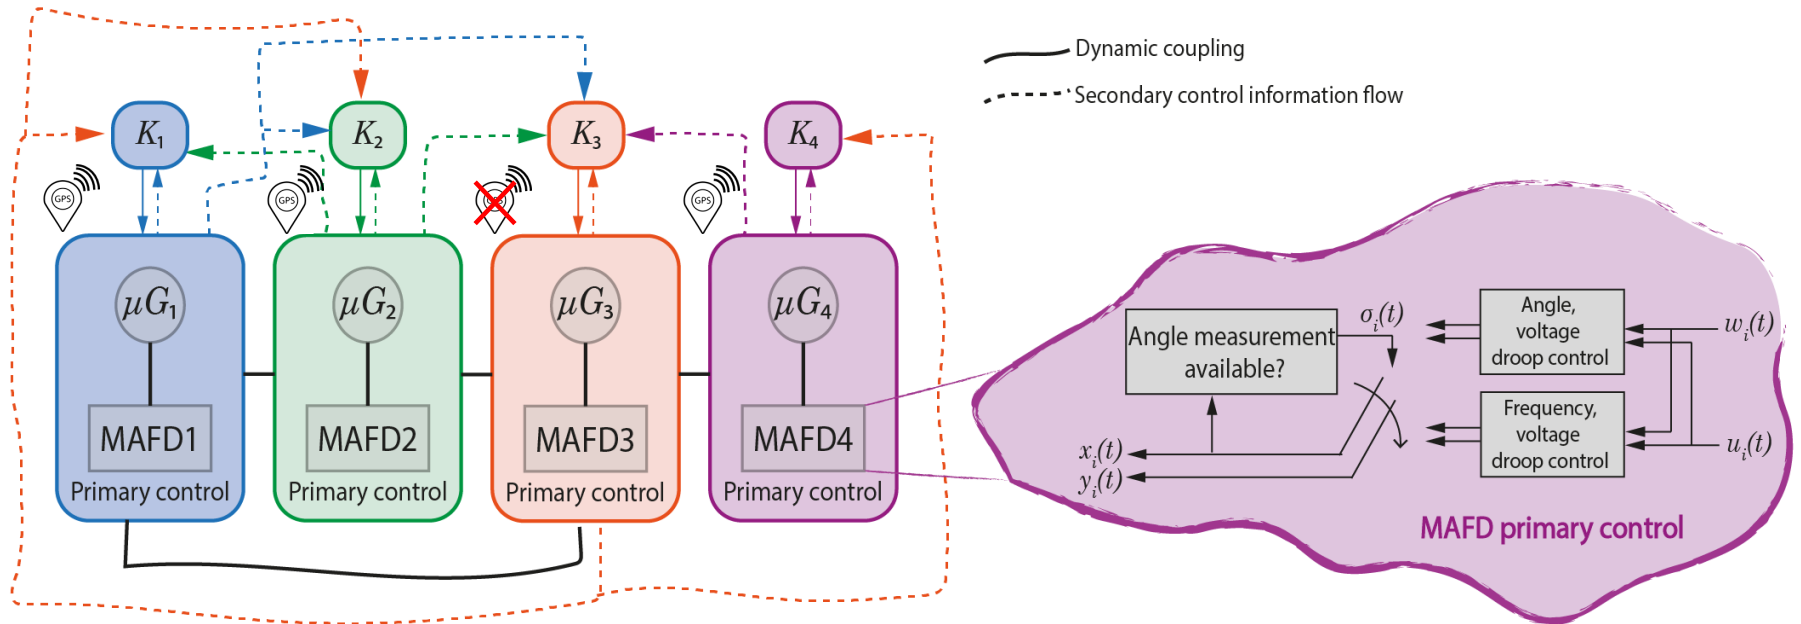 Dynamic coupling
Secondary control information flow
K₁
K₂
K₃
K₄
GPS
GPS
GPS
μG₁
μG₂
μG₃
μG₄
MAFD1
MAFD2
MAFD3
MAFD4
Primary control
Primary control
Primary control
Primary control
Angle measurement
available?
σᵢ(t)
Angle,
voltage
droop control
wᵢ(t)
Frequency,
voltage
droop control
uᵢ(t)
xᵢ(t)
yᵢ(t)
MAFD primary control